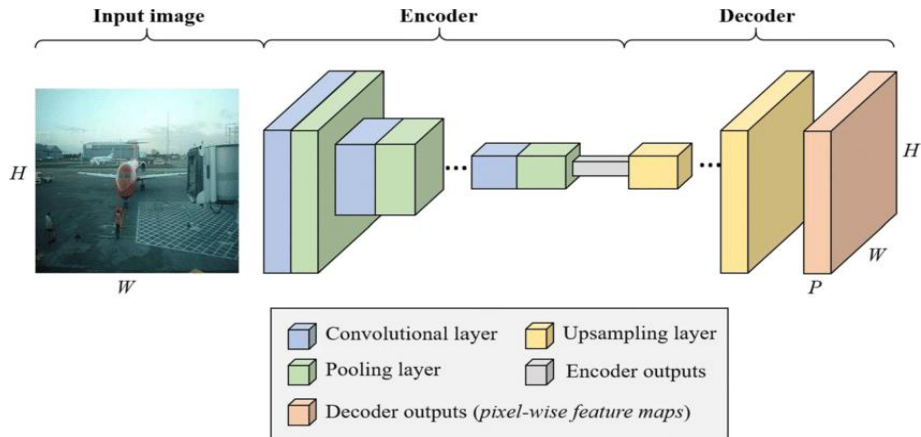 Input image Encoder Decoder
H
W
H
W
P
Convolutional layer Upsampling layer
Pooling layer Encoder outputs
Decoder outputs (pixel-wise feature maps)